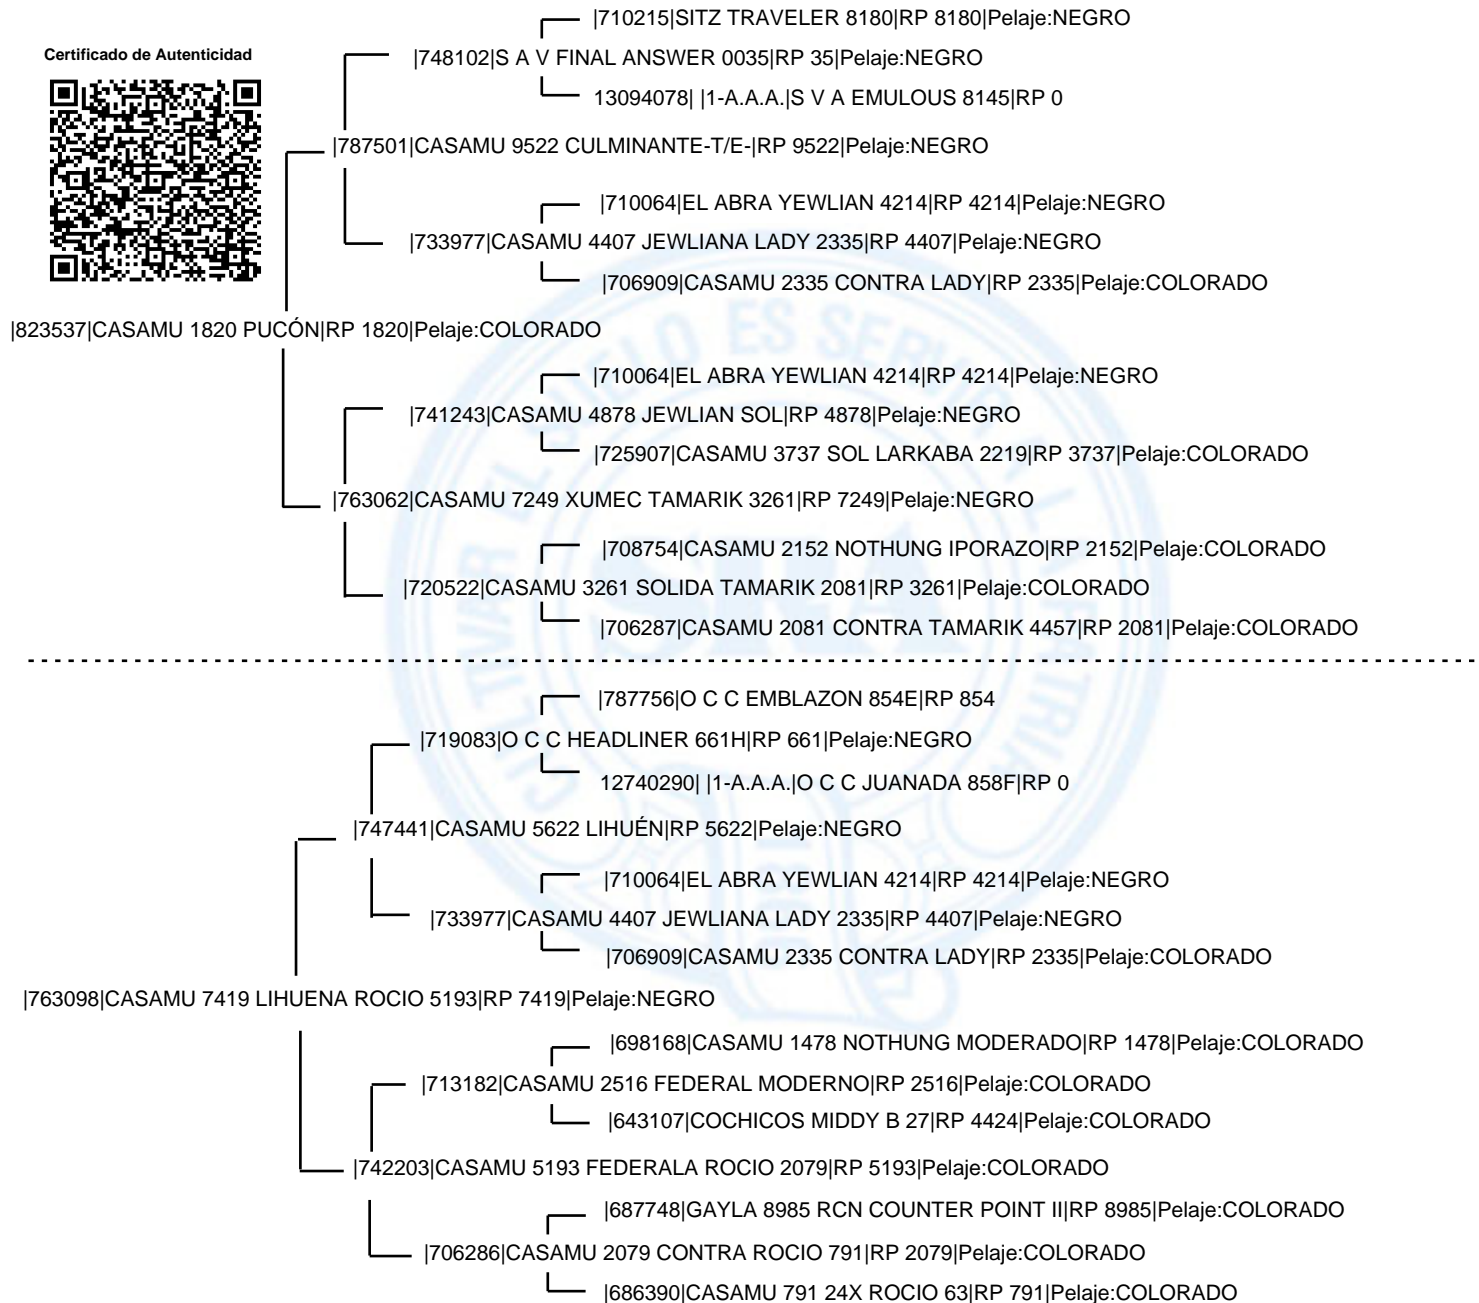 |710215|SITZ TRAVELER 8180|RP 8180|Pelaje:NEGRO
Certificado de Autenticidad
|748102|S A V FINAL ANSWER 0035|RP 35|Pelaje:NEGRO
13094078| |1-A.A.A.|S V A EMULOUS 8145|RP 0
|787501|CASAMU 9522 CULMINANTE-T/E-|RP 9522|Pelaje:NEGRO
|710064|EL ABRA YEWLIAN 4214|RP 4214|Pelaje:NEGRO
|733977|CASAMU 4407 JEWLIANA LADY 2335|RP 4407|Pelaje:NEGRO
|706909|CASAMU 2335 CONTRA LADY|RP 2335|Pelaje:COLORADO
|823537|CASAMU 1820 PUCÓN|RP 1820|Pelaje:COLORADO
|710064|EL ABRA YEWLIAN 4214|RP 4214|Pelaje:NEGRO
|741243|CASAMU 4878 JEWLIAN SOL|RP 4878|Pelaje:NEGRO
|725907|CASAMU 3737 SOL LARKABA 2219|RP 3737|Pelaje:COLORADO
|763062|CASAMU 7249 XUMEC TAMARIK 3261|RP 7249|Pelaje:NEGRO
|708754|CASAMU 2152 NOTHUNG IPORAZO|RP 2152|Pelaje:COLORADO
|720522|CASAMU 3261 SOLIDA TAMARIK 2081|RP 3261|Pelaje:COLORADO
|706287|CASAMU 2081 CONTRA TAMARIK 4457|RP 2081|Pelaje:COLORADO
|787756|O C C EMBLAZON 854E|RP 854
|719083|O C C HEADLINER 661H|RP 661|Pelaje:NEGRO
12740290| |1-A.A.A.|O C C JUANADA 858F|RP 0
|747441|CASAMU 5622 LIHUÉN|RP 5622|Pelaje:NEGRO
|710064|EL ABRA YEWLIAN 4214|RP 4214|Pelaje:NEGRO
|733977|CASAMU 4407 JEWLIANA LADY 2335|RP 4407|Pelaje:NEGRO
|706909|CASAMU 2335 CONTRA LADY|RP 2335|Pelaje:COLORADO
|763098|CASAMU 7419 LIHUENA ROCIO 5193|RP 7419|Pelaje:NEGRO
|698168|CASAMU 1478 NOTHUNG MODERADO|RP 1478|Pelaje:COLORADO
|713182|CASAMU 2516 FEDERAL MODERNO|RP 2516|Pelaje:COLORADO
|643107|COCHICOS MIDDY B 27|RP 4424|Pelaje:COLORADO
|742203|CASAMU 5193 FEDERALA ROCIO 2079|RP 5193|Pelaje:COLORADO
|687748|GAYLA 8985 RCN COUNTER POINT II|RP 8985|Pelaje:COLORADO
|706286|CASAMU 2079 CONTRA ROCIO 791|RP 2079|Pelaje:COLORADO
|686390|CASAMU 791 24X ROCIO 63|RP 791|Pelaje:COLORADO
CULTIVAR EL SUELO ES SERVIR A LA PATRIA
SRA
1866